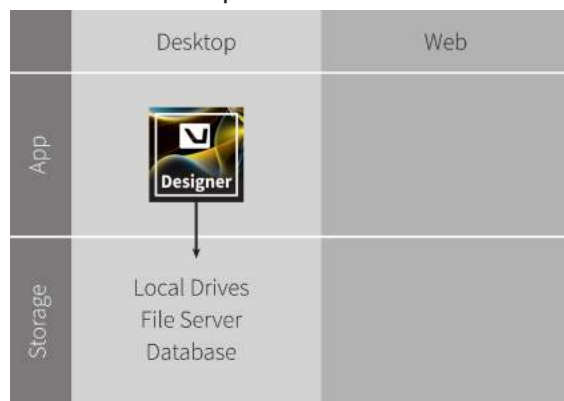 Desktop
Web
App
Designer
Storage
Local Drives
File Server
Database